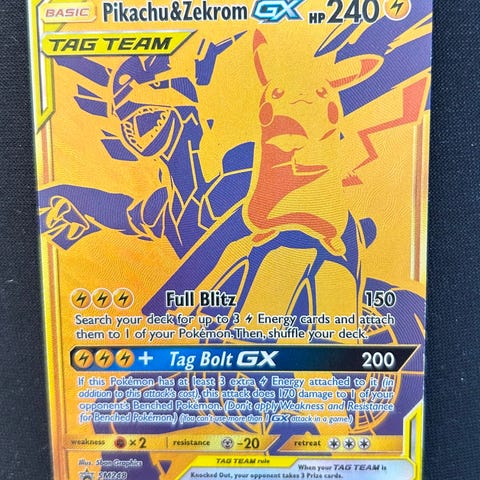 BASIC Pikachu&Zekrom GX HP 240
TAG TEAM
Full Blitz 150
Search your deck for up to 3 Energy cards and attach
them to 1 of your Pokémon. Then, shuffle your deck.
+ Tag Bolt GX 200
If this Pokémon has at least 3 extra Energy attached to it (in
addition to this attack's cost), this attack does 170 damage to 1 of your
opponent's Benched Pokémon. (Don't apply Weakness and Resistance
for Benched Pokémon.) (You can't use more than 1 GX attack in a game.)
weakness ×2 resistance -20 retreat
Illus. 5ban Graphics
SM248
TAG TEAM rule
When your TAG TEAM is
Knocked Out, your opponent takes 3 Prize cards.